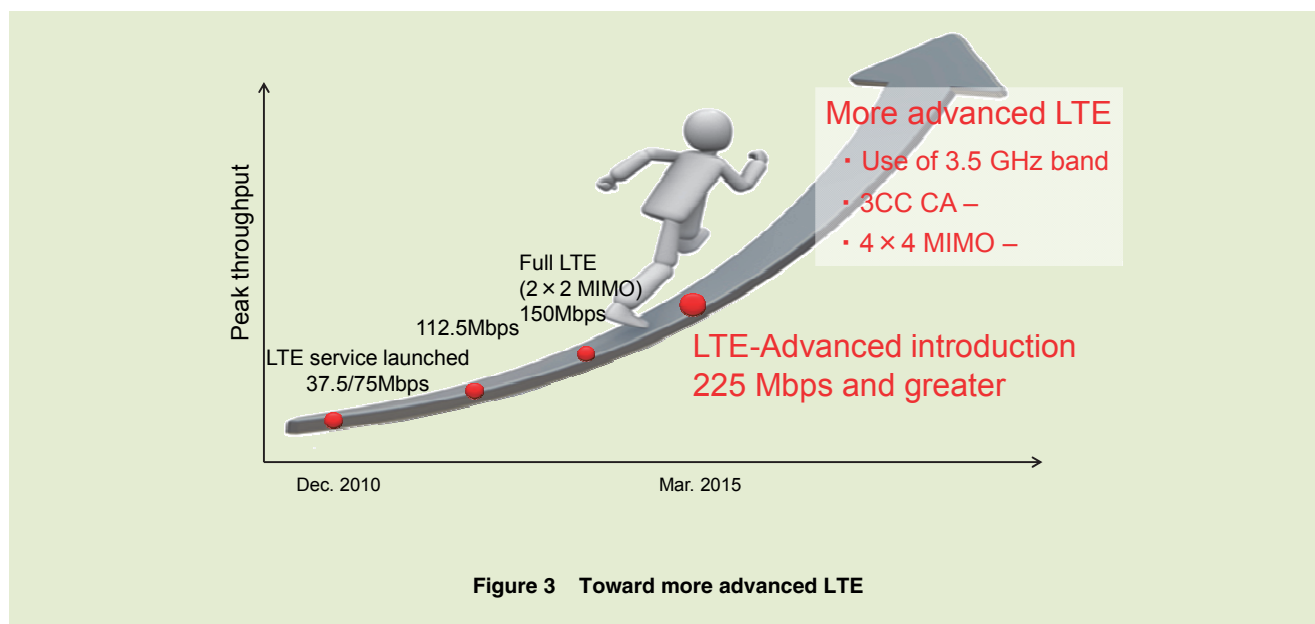 Peak throughput
LTE service launched
37.5/75Mbps
112.5Mbps
Full LTE
(2×2 MIMO)
150Mbps
LTE-Advanced introduction
225 Mbps and greater
More advanced LTE
・Use of 3.5 GHz band
・3CC CA –
・4×4 MIMO –
Dec. 2010
Mar. 2015
Figure 3 Toward more advanced LTE